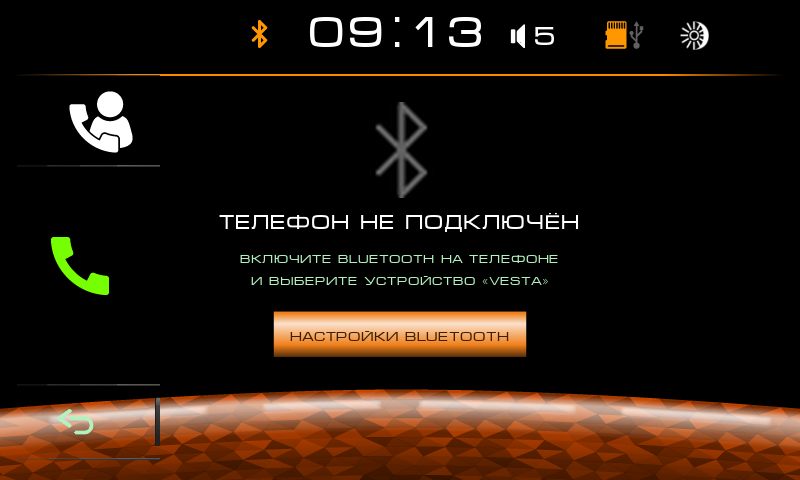 09:13 5
ТЕЛЕФОН НЕ ПОДКЛЮЧЁН
ВКЛЮЧИТЕ BLUETOOTH НА ТЕЛЕФОНЕ
И ВЫБЕРИТЕ УСТРОЙСТВО «VESTA»
НАСТРОЙКИ BLUETOOTH